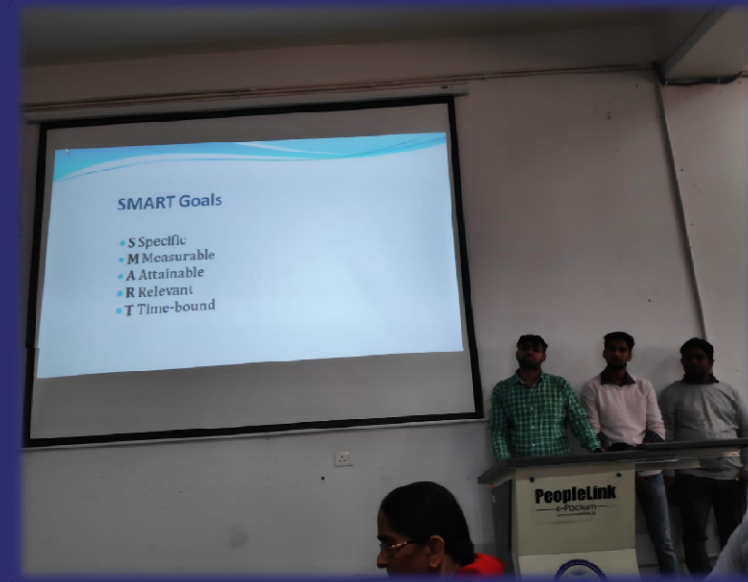 SMART Goals
S Specific
M Measurable
A Attainable
R Relevant
T Time-bound
PeopleLink
e-Podium